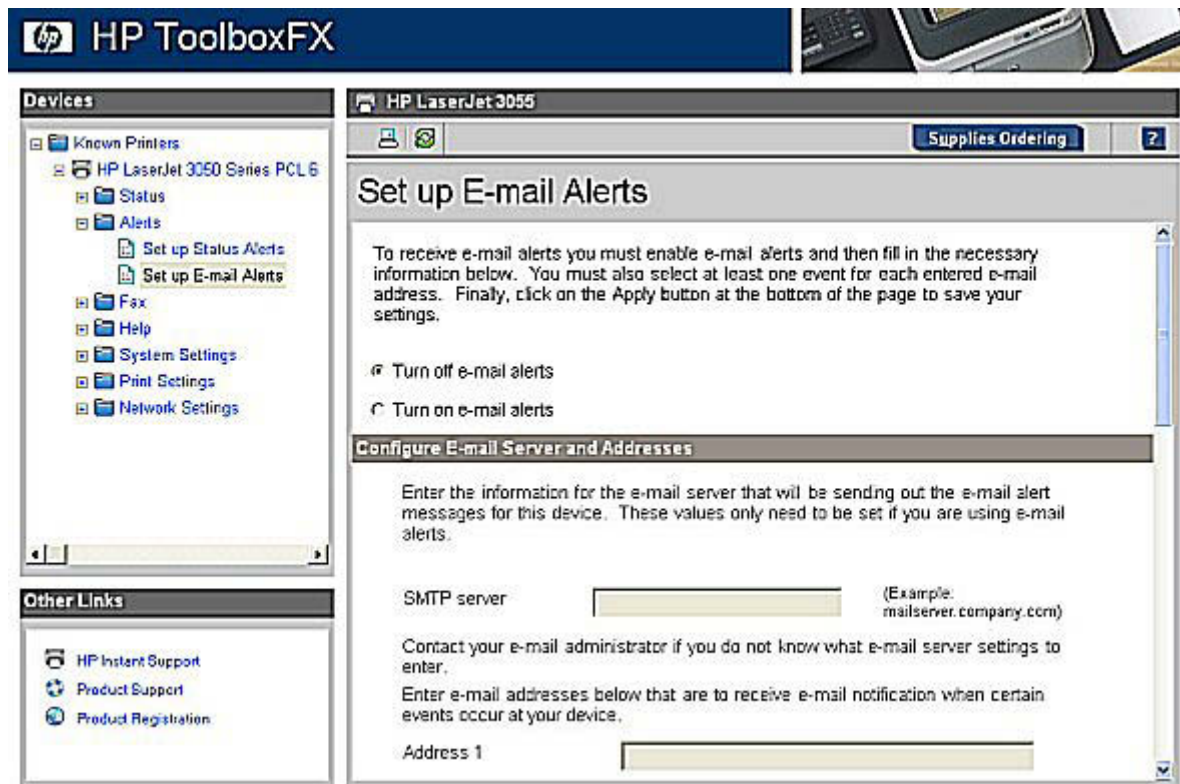 hp HP ToolboxFX
Devices
Known Printers
HP LaserJet 3050 Series PCL 6
Status
Alerts
Set up Status Alerts
Set up E-mail Alerts
Fax
Help
System Settings
Print Settings
Network Settings
Other Links
HP Instant Support
Product Support
Product Registration
HP LaserJet 3055
Supplies Ordering ?
Set up E-mail Alerts
To receive e-mail alerts you must enable e-mail alerts and then fill in the necessary
information below. You must also select at least one event for each entered e-mail
address. Finally, click on the Apply button at the bottom of the page to save your
settings.
Turn off e-mail alerts
Turn on e-mail alerts
Configure E-mail Server and Addresses
Enter the information for the e-mail server that will be sending out the e-mail alert
messages for this device. These values only need to be set if you are using e-mail
alerts.
SMTP server
(Example:
mailserver.company.com)
Contact your e-mail administrator if you do not know what e-mail server settings to
enter.
Enter e-mail addresses below that are to receive e-mail notification when certain
events occur at your device.
Address 1